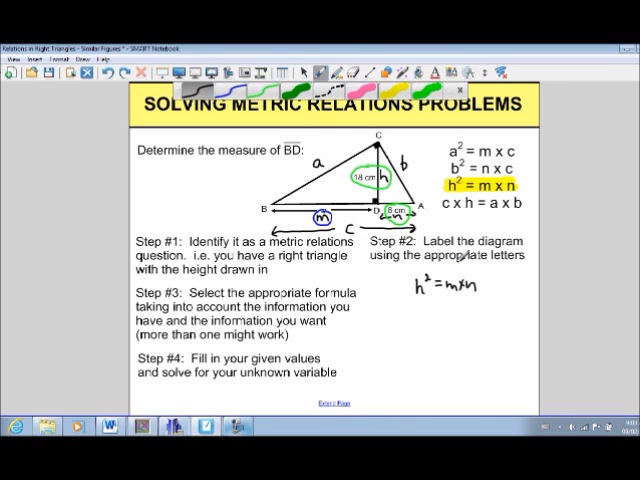 Relations in Right Triangles - Similar Figures * - SMART Notebook
View Insert Format Tools Draw Help
SOLVING METRIC RELATIONS PROBLEMS
Determine the measure of BD:
C
a
b
18 cm h
B
D
A
m
8 cm
n
c
a² = m x c
b² = n x c
h² = m x n
c x h = a x b
Step #1: Identify it as a metric relations
question. i.e. you have a right triangle
with the height drawn in
Step #2: Label the diagram
using the appropriate letters
h² = m x n
Step #3: Select the appropriate formula
taking into account the information you
have and the information you want
(more than one might work)
Step #4: Fill in your given values
and solve for your unknown variable
Extend Page